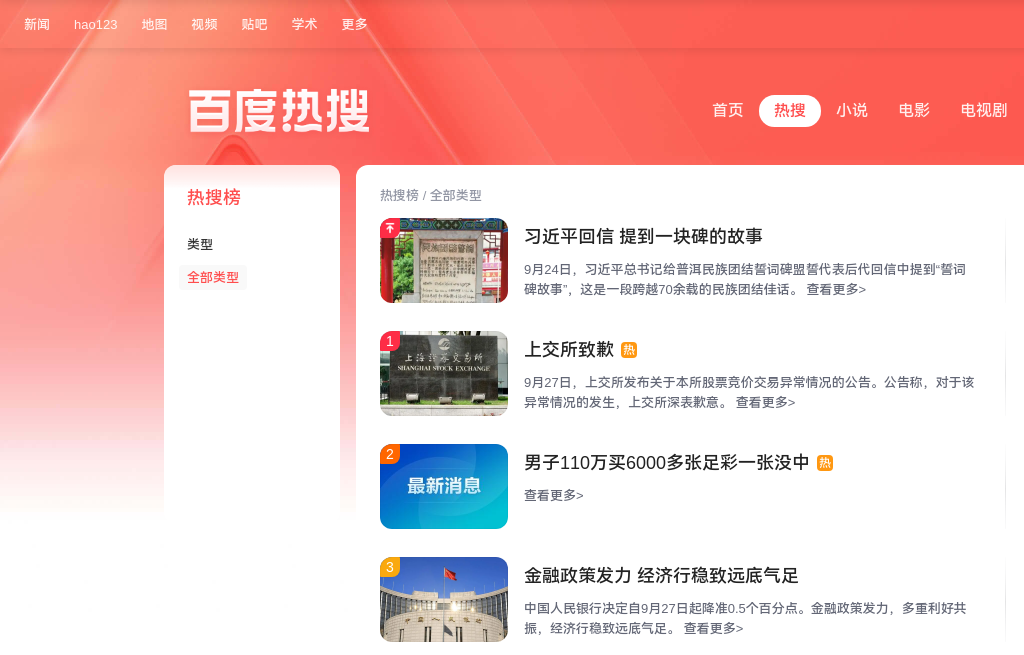 新闻 hao123 地图 视频 贴吧 学术 更多
百度热搜
首页 热搜 小说 电影 电视剧
热搜榜
类型
全部类型
热搜榜 / 全部类型
民族团结誓词
习近平回信 提到一块碑的故事
9月24日，习近平总书记给普洱民族团结誓词碑盟誓代表后代回信中提到“誓词
碑故事”，这是一段跨越70余载的民族团结佳话。 查看更多>
1
上海证券交易所
SHANGHAI STOCK EXCHANGE
上交所致歉 热
9月27日，上交所发布关于本所股票竞价交易异常情况的公告。公告称，对于该
异常情况的发生，上交所深表歉意。 查看更多>
2
最新消息
男子110万买6000多张足彩一张没中 热
查看更多>
3
中国人民银行
金融政策发力 经济行稳致远底气足
中国人民银行决定自9月27日起降准0.5个百分点。金融政策发力，多重利好共
振，经济行稳致远底气足。 查看更多>